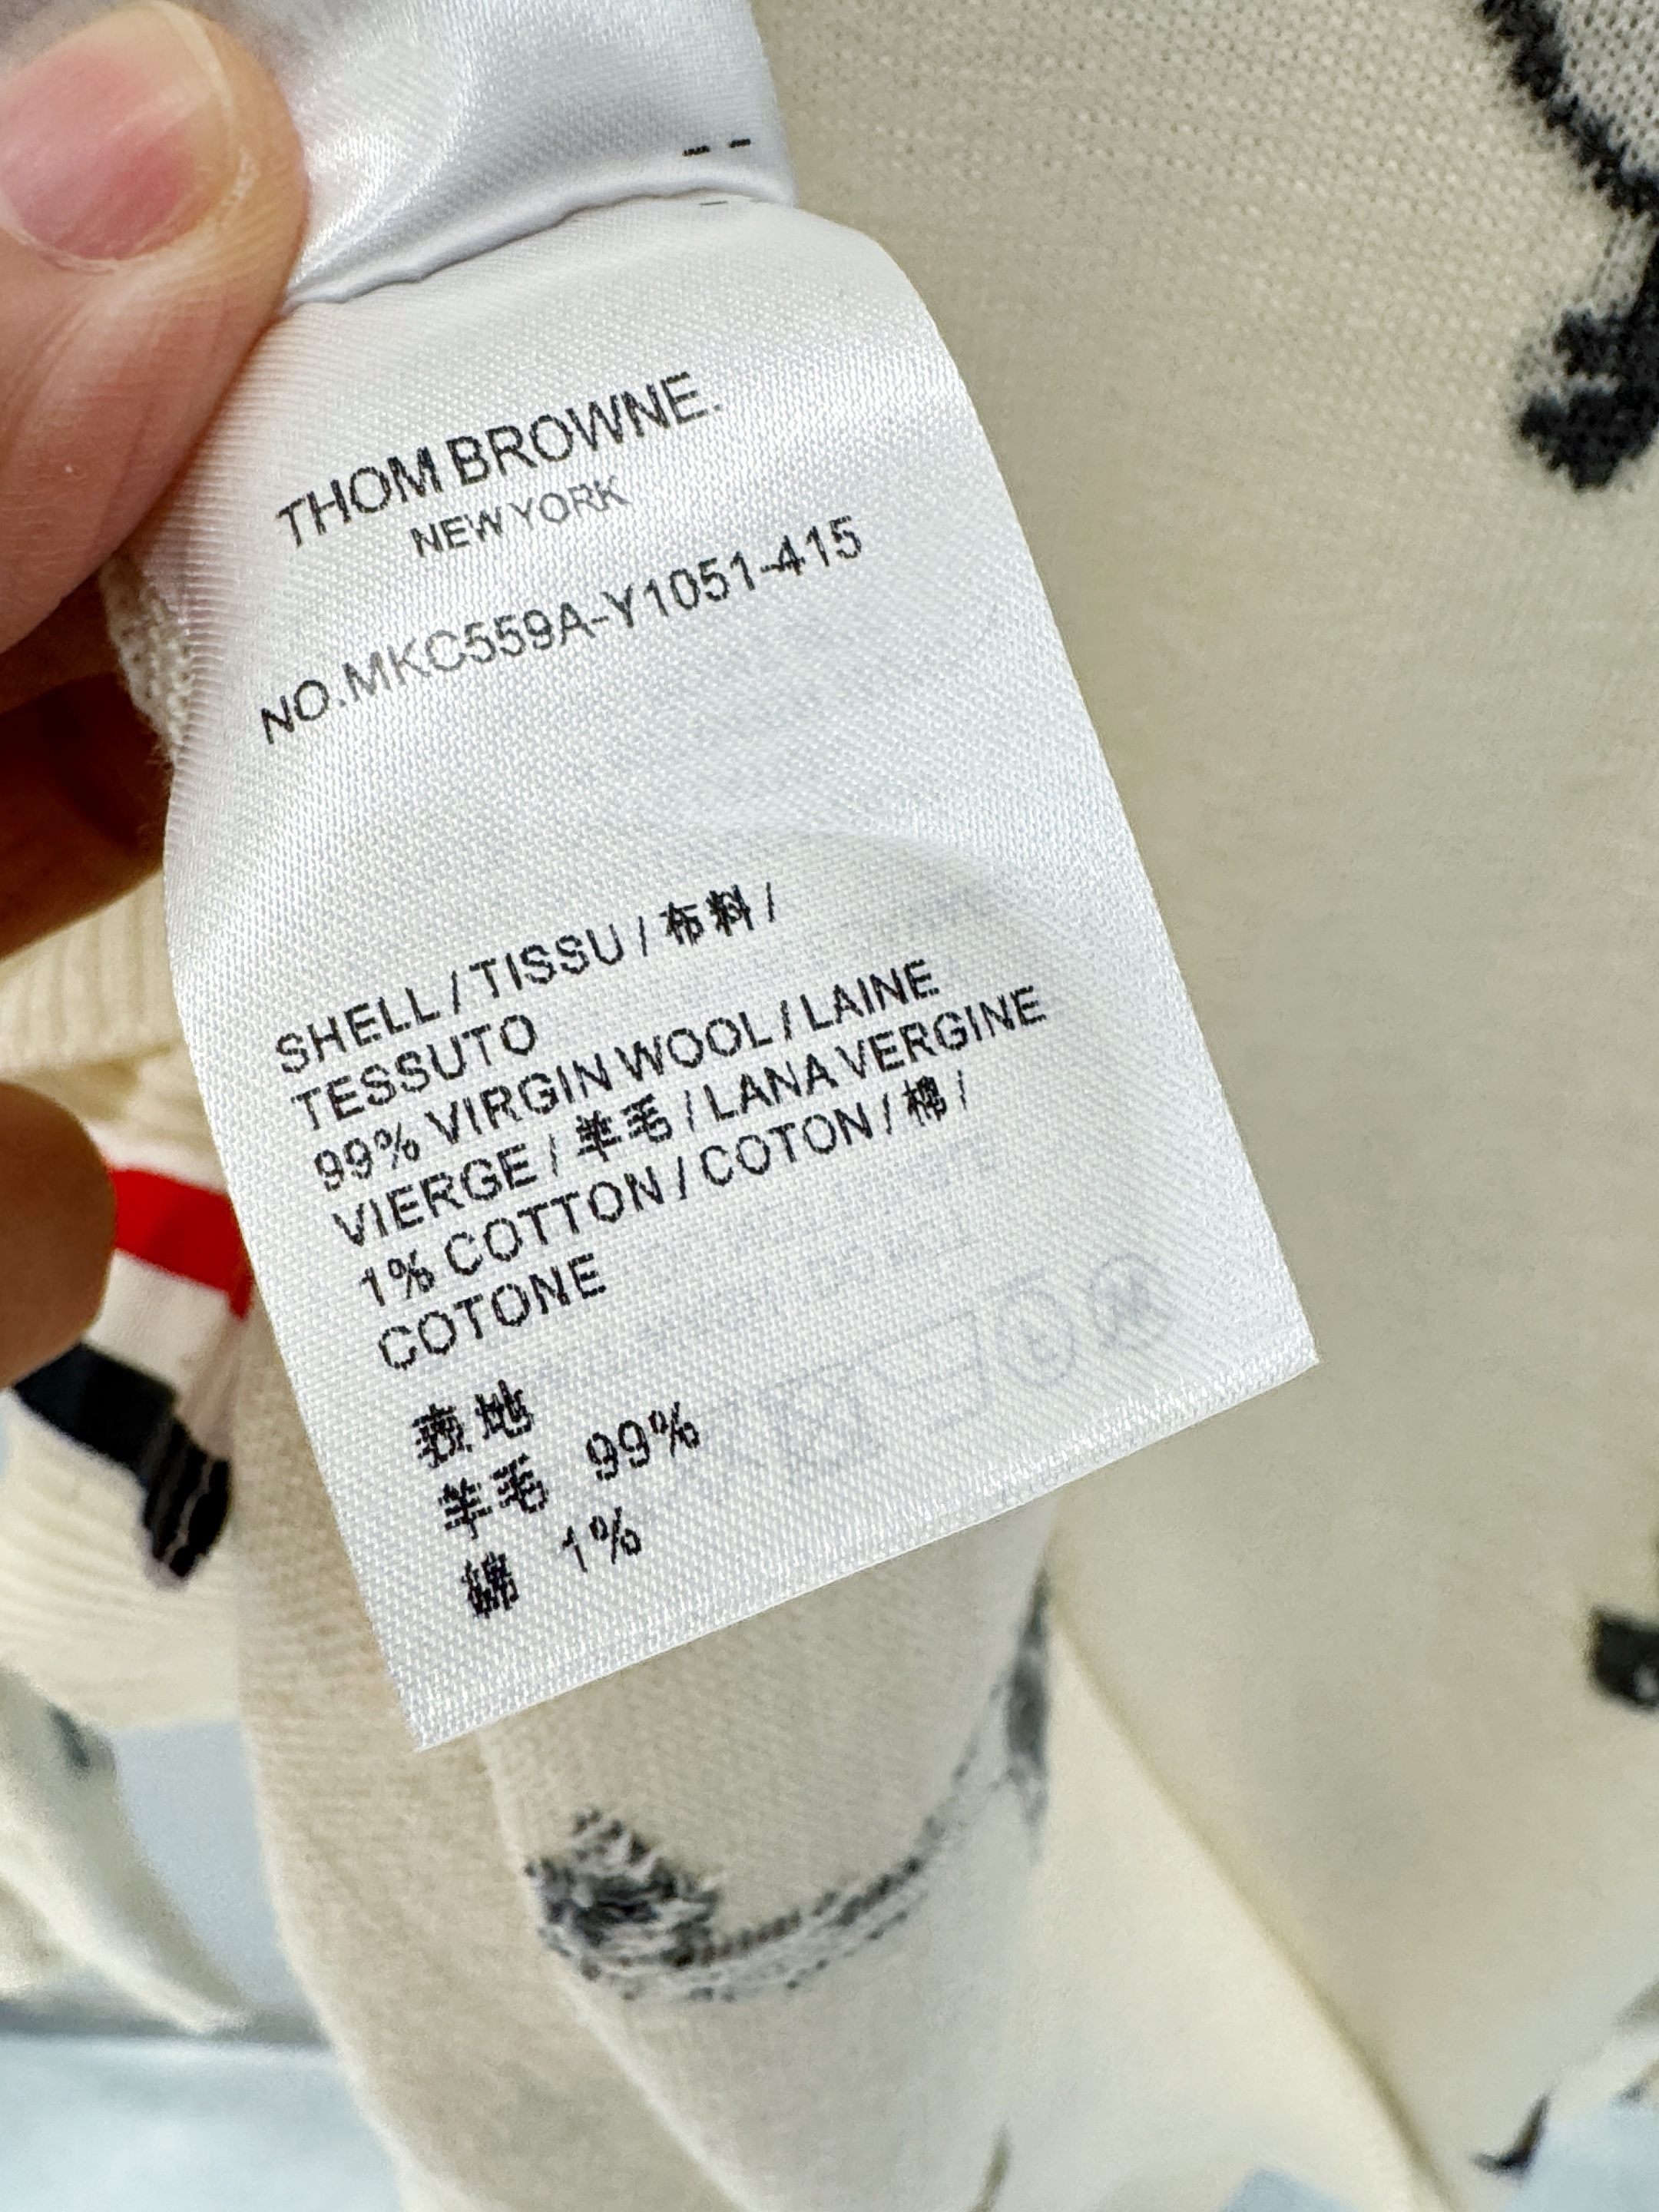 THOM BROWNE.
NEW YORK
NO.MKC559A-Y1051-415
SHELL / TISSU / 布料 /
TESSUTO
99% VIRGIN WOOL / LAINE
VIERGE / 羊毛 / LANA VERGINE
1% COTTON / COTON / 棉 /
COTONE
表地
羊毛 99%
綿 1%